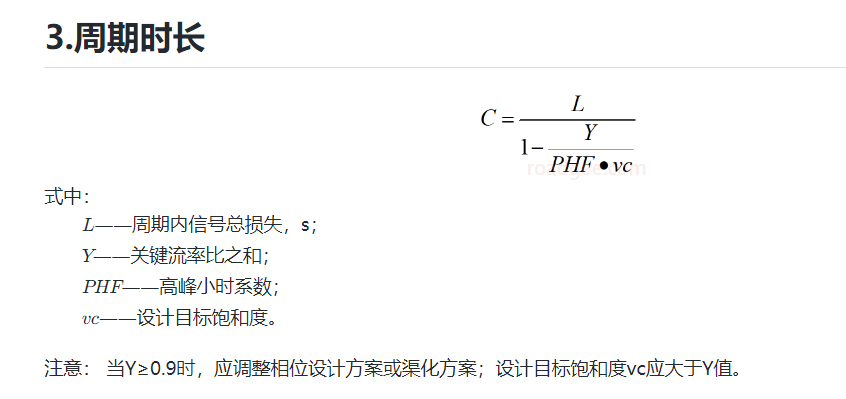 3.周期时长
C = L / (1 − Y / (PHF • vc))
式中：
L——周期内信号总损失，s；
Y——关键流率比之和；
PHF——高峰小时系数；
vc——设计目标饱和度。
注意： 当Y≥0.9时，应调整相位设计方案或渠化方案；设计目标饱和度vc应大于Y值。